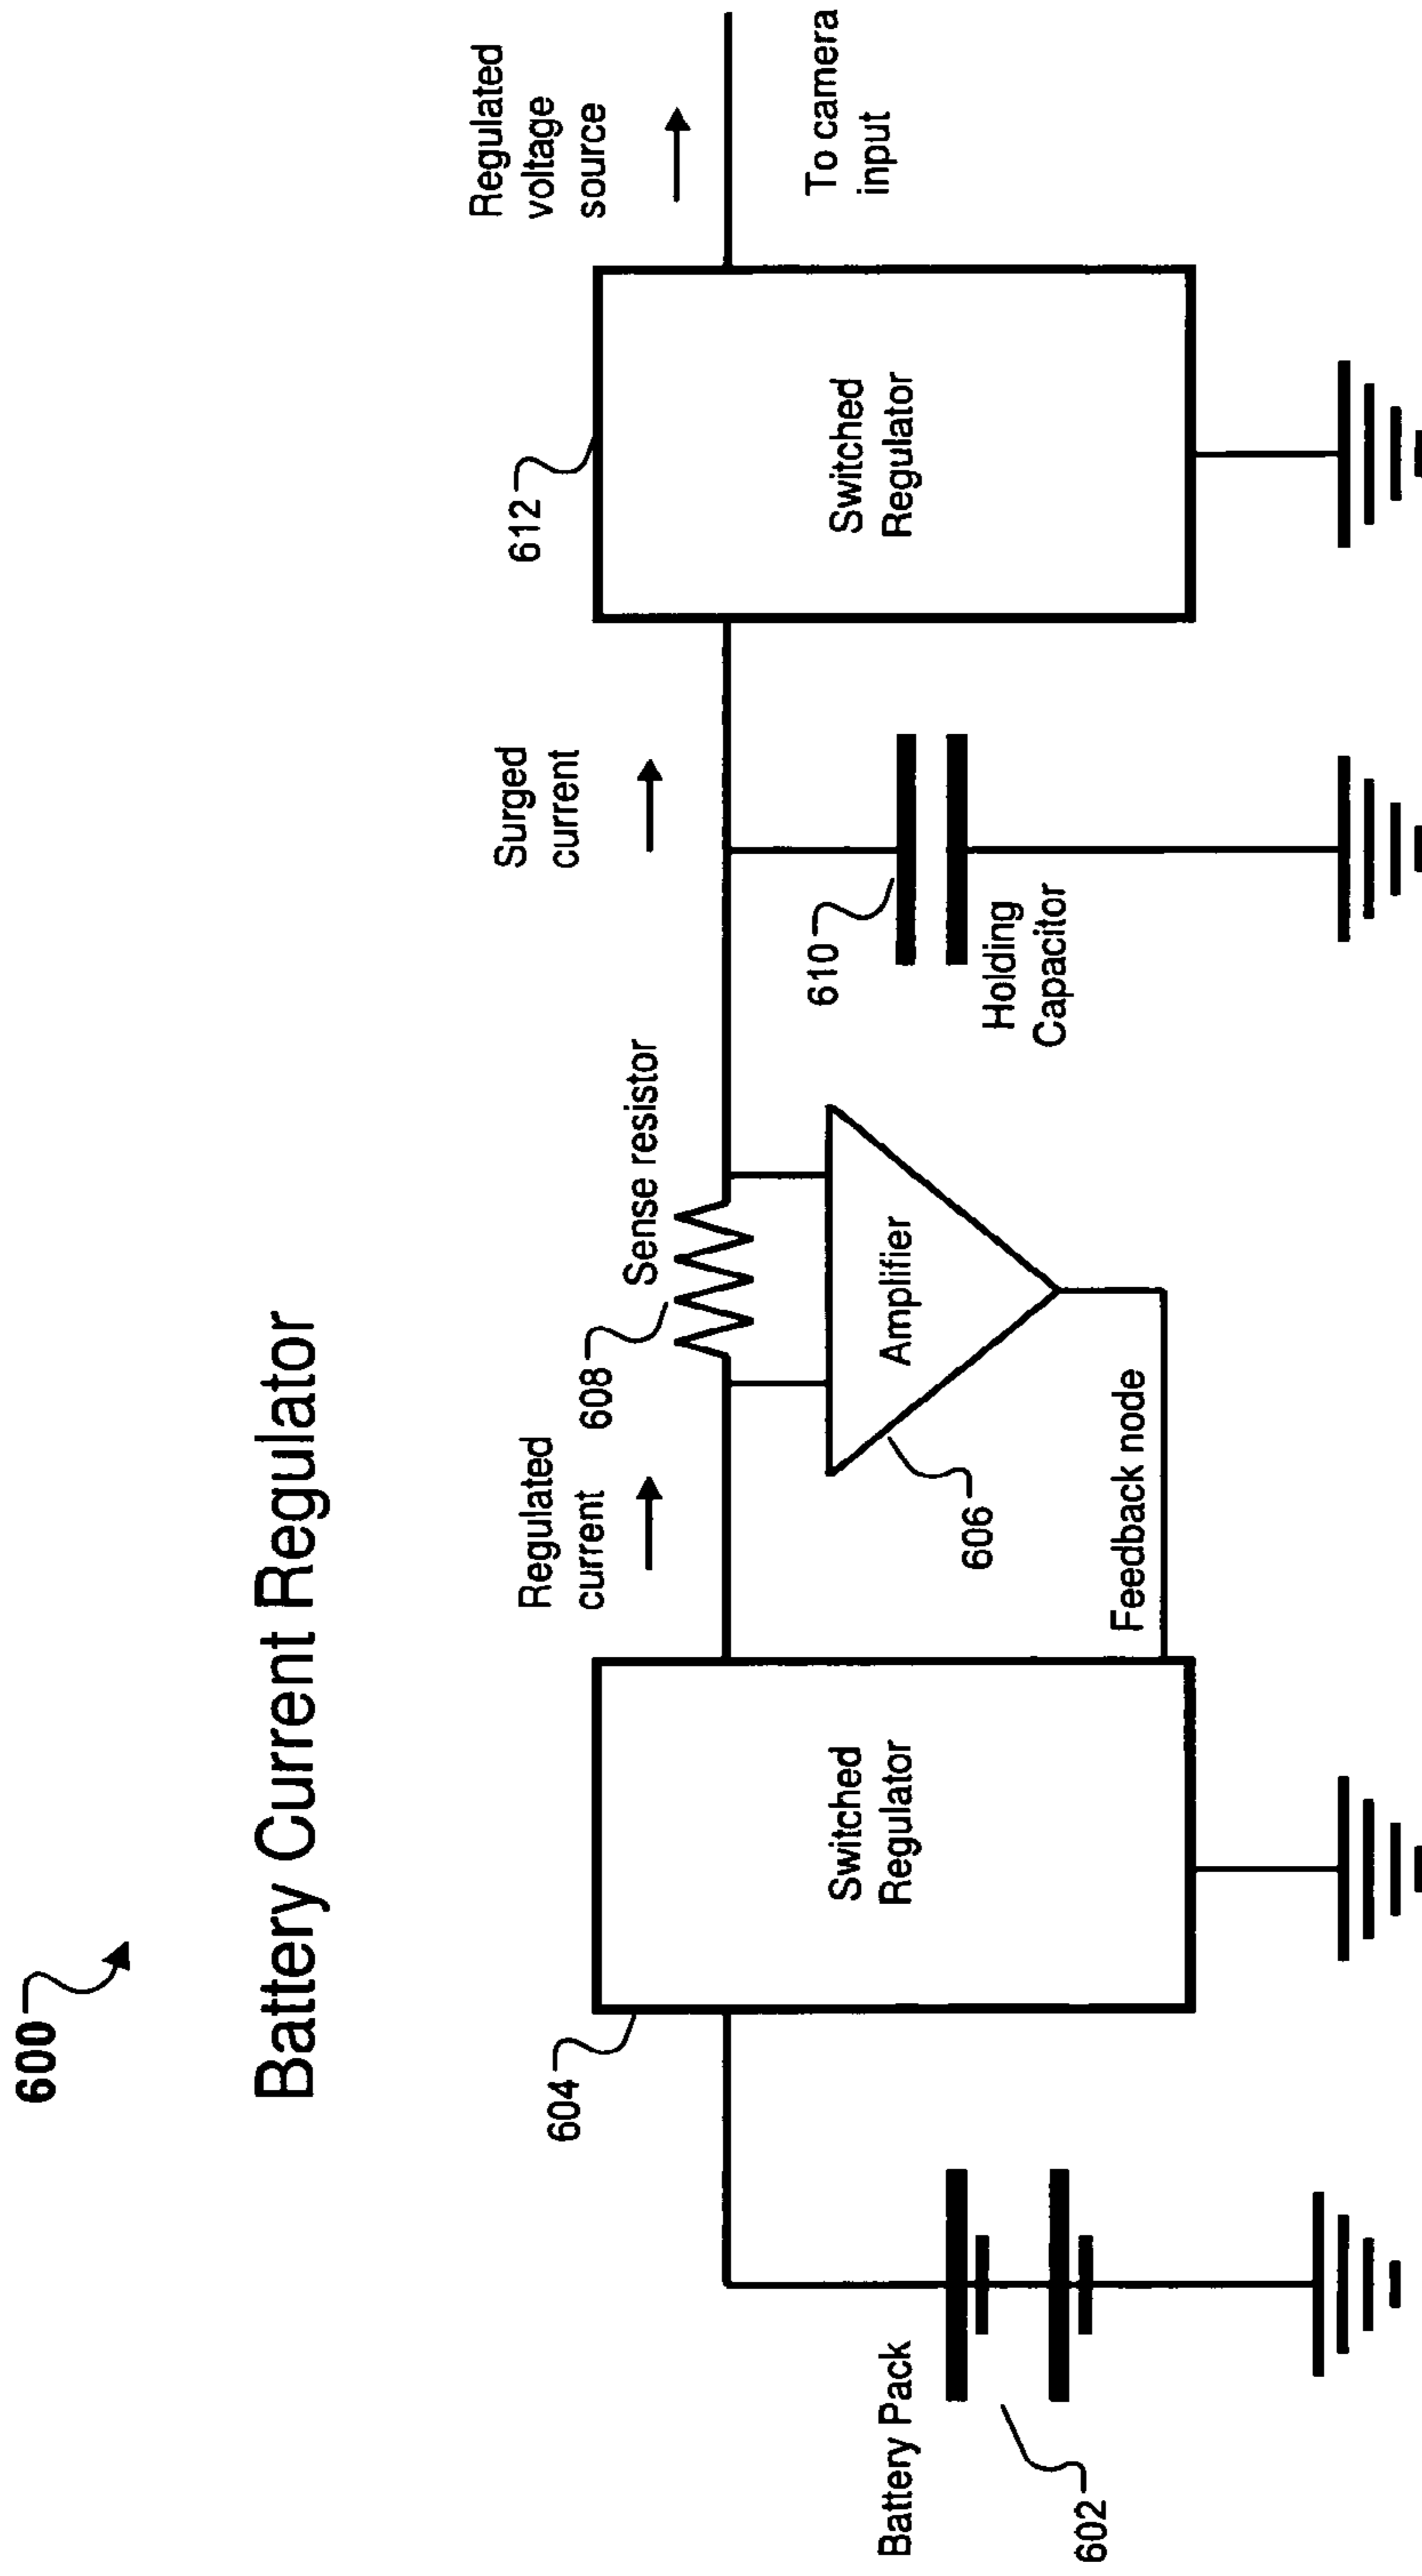 600
Battery Current Regulator
Battery Pack
602
604
Switched
Regulator
Regulated
current
608
Sense resistor
Amplifier
606
Feedback node
Surged
current
610
Holding
Capacitor
612
Switched
Regulator
Regulated
voltage
source
To camera
input